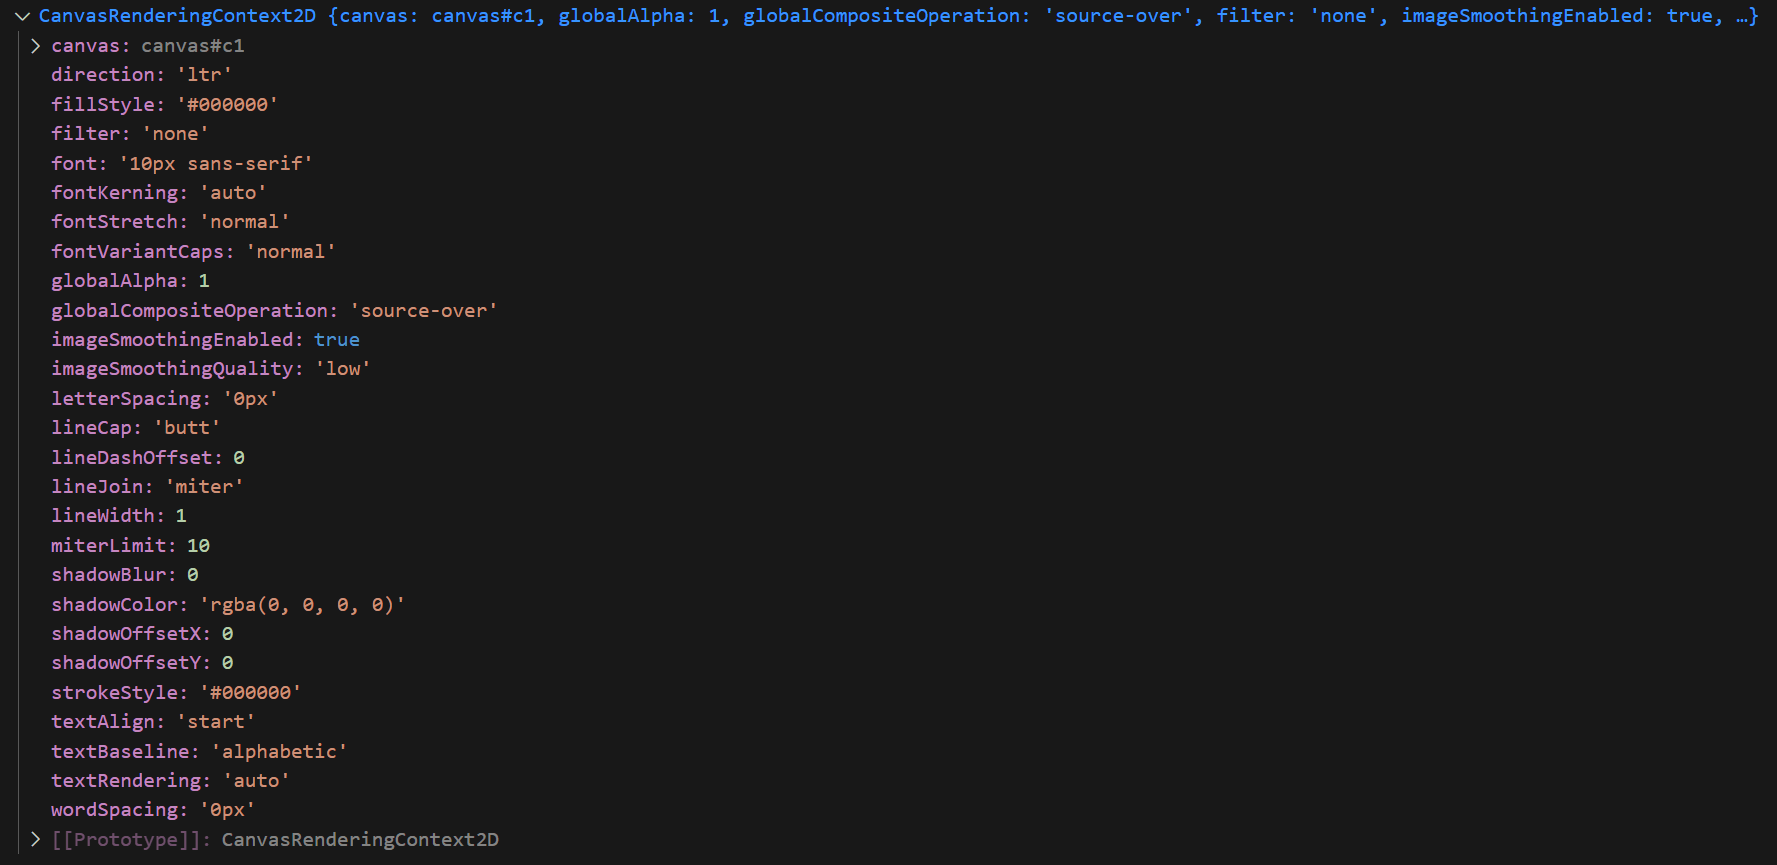 CanvasRenderingContext2D {canvas: canvas#c1, globalAlpha: 1, globalCompositeOperation: 'source-over', filter: 'none', imageSmoothingEnabled: true, …}
canvas: canvas#c1
direction: 'ltr'
fillStyle: '#000000'
filter: 'none'
font: '10px sans-serif'
fontKerning: 'auto'
fontStretch: 'normal'
fontVariantCaps: 'normal'
globalAlpha: 1
globalCompositeOperation: 'source-over'
imageSmoothingEnabled: true
imageSmoothingQuality: 'low'
letterSpacing: '0px'
lineCap: 'butt'
lineDashOffset: 0
lineJoin: 'miter'
lineWidth: 1
miterLimit: 10
shadowBlur: 0
shadowColor: 'rgba(0, 0, 0, 0)'
shadowOffsetX: 0
shadowOffsetY: 0
strokeStyle: '#000000'
textAlign: 'start'
textBaseline: 'alphabetic'
textRendering: 'auto'
wordSpacing: '0px'
[[Prototype]]: CanvasRenderingContext2D